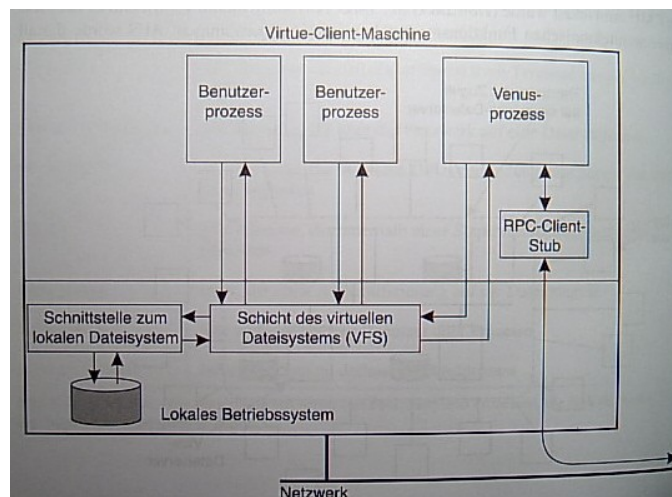 Virtue-Client-Maschine
Benutzer-
prozess
Benutzer-
prozess
Venus-
prozess
RPC-Client-
Stub
Schnittstelle zum
lokalen Dateisystem
Schicht des virtuellen
Dateisystems (VFS)
Lokales Betriebssystem
Netzwerk